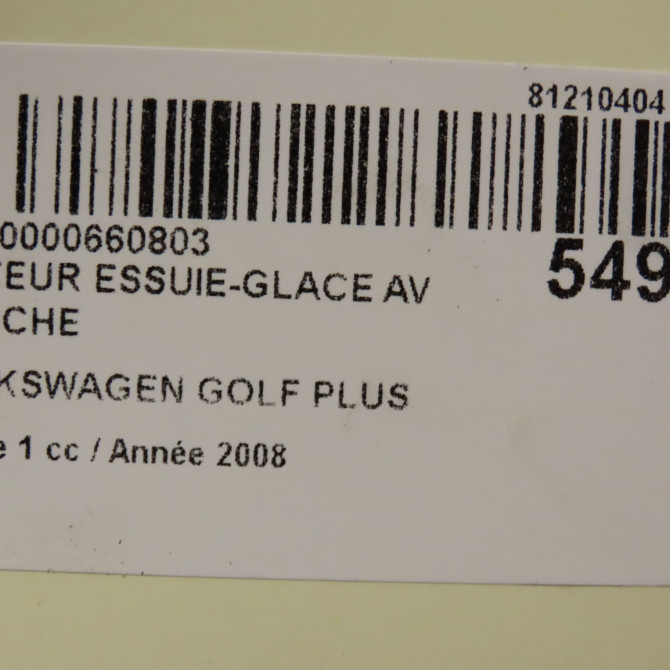 81210404
0000660803
TEUR ESSUIE-GLACE AV
549
CHE
KSWAGEN GOLF PLUS
e 1 cc / Année 2008